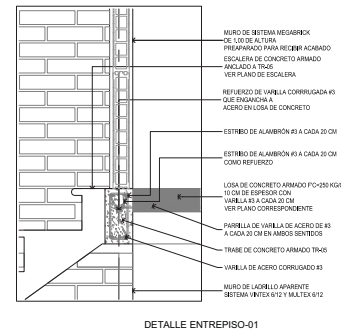 MURO DE SISTEMA MEGABRICK
DE 1,00 DE ALTURA
PREAPARADO PARA RECIBIR ACABADO
ESCALERA DE CONCRETO ARMADO
ANCLADO A TR-05
VER PLANO DE ESCALERA
REFUERZO DE VARILLA CORRRUGADA #3
QUE ENGANCHA A
ACERO EN LOSA DE CONCRETO
ESTRIBO DE ALAMBRÓN #3 A CADA 20 CM
ESTRIBO DE ALAMBRÓN #3 A CADA 20 CM
COMO REFUERZO
LOSA DE CONCRETO ARMADO F'C=250 KG/
10 CM DE ESPESOR CON
VARILLA #3 A CADA 20 CM
VER PLANO CORRESPONDIENTE
PARRILLA DE VARILLA DE ACERO DE #3
A CADA 20 CM EN AMBOS SENTIDOS
TRABE DE CONCRETO ARMADO TR-05
VARILLA DE ACERO CORRUGADO #3
MURO DE LADRILLO APARENTE
SISTEMA VINTEX 6/12 Y MULTEX 6/12
DETALLE ENTREPISO-01